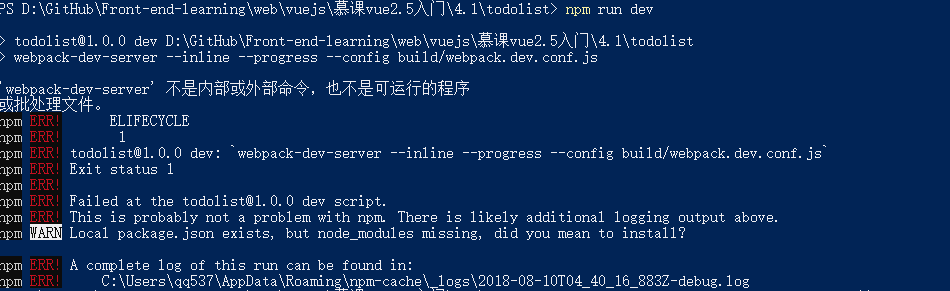 PS D:\GitHub\Front-end-learning\web\vuejs\慕课vue2.5入门\4.1\todolist> npm run dev
> todolist@1.0.0 dev D:\GitHub\Front-end-learning\web\vuejs\慕课vue2.5入门\4.1\todolist
> webpack-dev-server --inline --progress --config build/webpack.dev.conf.js
'webpack-dev-server' 不是内部或外部命令，也不是可运行的程序
或批处理文件。
npm ERR! ELIFECYCLE
npm ERR! 1
npm ERR! todolist@1.0.0 dev: `webpack-dev-server --inline --progress --config build/webpack.dev.conf.js`
npm ERR! Exit status 1
npm ERR!
npm ERR! Failed at the todolist@1.0.0 dev script.
npm ERR! This is probably not a problem with npm. There is likely additional logging output above.
npm WARN Local package.json exists, but node_modules missing, did you mean to install?
npm ERR! A complete log of this run can be found in:
npm ERR! C:\Users\qq537\AppData\Roaming\npm-cache\_logs\2018-08-10T04_40_16_883Z-debug.log